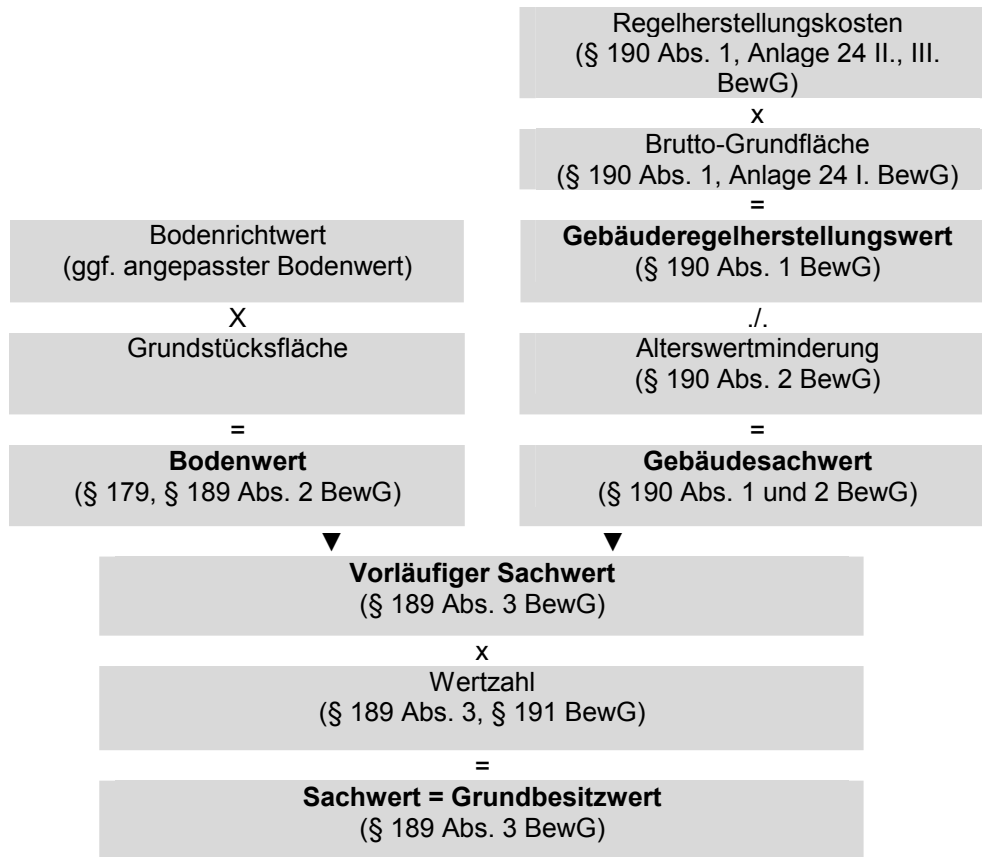 Regelherstellungskosten
(§ 190 Abs. 1, Anlage 24 II., III.
BewG)
x
Brutto-Grundfläche
(§ 190 Abs. 1, Anlage 24 I. BewG)
=
Bodenrichtwert
(ggf. angepasster Bodenwert)
X
Grundstücksfläche
=
Bodenwert
(§ 179, § 189 Abs. 2 BewG)
▼
Gebäuderegelherstellungswert
(§ 190 Abs. 1 BewG)
./.
Alterswertminderung
(§ 190 Abs. 2 BewG)
=
Gebäudesachwert
(§ 190 Abs. 1 und 2 BewG)
▼
Vorläufiger Sachwert
(§ 189 Abs. 3 BewG)
x
Wertzahl
(§ 189 Abs. 3, § 191 BewG)
=
Sachwert = Grundbesitzwert
(§ 189 Abs. 3 BewG)